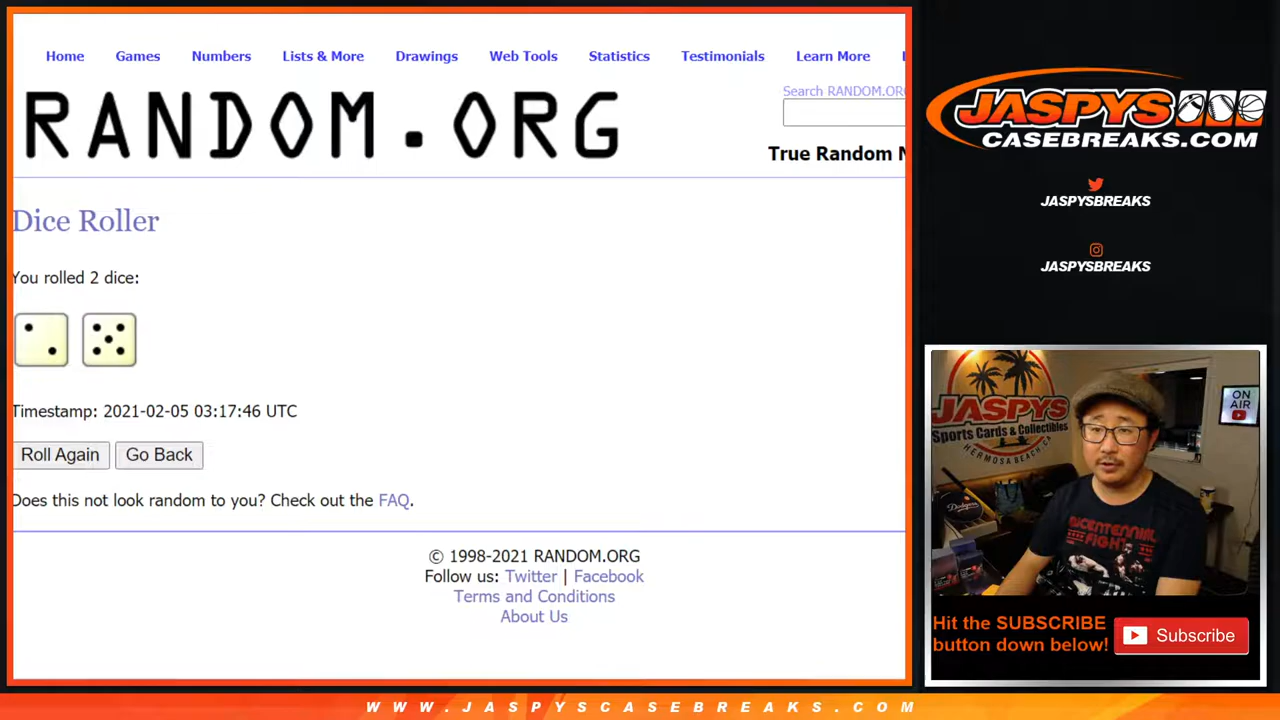 Home Games Numbers Lists & More Drawings Web Tools Statistics Testimonials Learn More
RANDOM.ORG
Search RANDOM.ORG
True Random N
Dice Roller
You rolled 2 dice:
Timestamp: 2021-02-05 03:17:46 UTC
Roll Again Go Back
Does this not look random to you? Check out the FAQ.
© 1998-2021 RANDOM.ORG
Follow us: Twitter | Facebook
Terms and Conditions
About Us
JASPYS
CASEBREAKS.COM
JASPYSBREAKS
JASPYSBREAKS
JASPYS
Sports Cards & Collectibles
HERMOSA BEACH, CA
ON
AIR
Dodgers
BICENTENNIAL
FIGHT
Hit the SUBSCRIBE
button down below!
Subscribe
WWW.JASPYSCASEBREAKS.COM